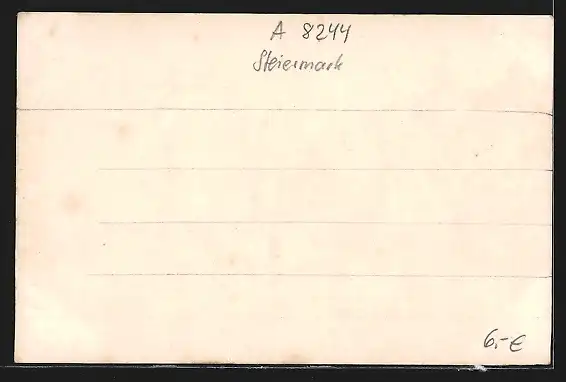 A 8244
Steiermark
6,-€